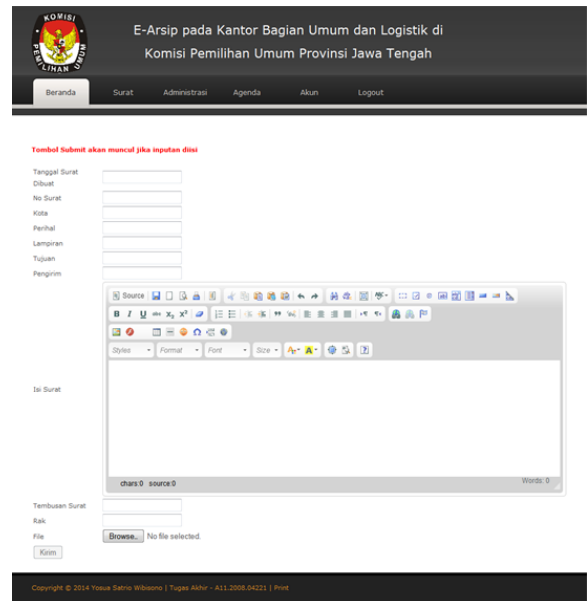 KOMISI
PEMILIHAN UMUM
E-Arsip pada Kantor Bagian Umum dan Logistik di
Komisi Pemilihan Umum Provinsi Jawa Tengah
Beranda Surat Administrasi Agenda Akun Logout
Tombol Submit akan muncul jika inputan diisi
Tanggal Surat
Dibuat
No Surat
Kota
Perihal
Lampiran
Tujuan
Pengirim
Source
B I U abc X₂ X²
Styles Format Font Size A A ?
Isi Surat
chars:0 source:0 Words: 0
Tembusan Surat
Rak
File Browse.. No file selected.
Kirim
Copyright © 2014 Yosua Satrio Wibisono | Tugas Akhir - A11.2008.04221 | Print